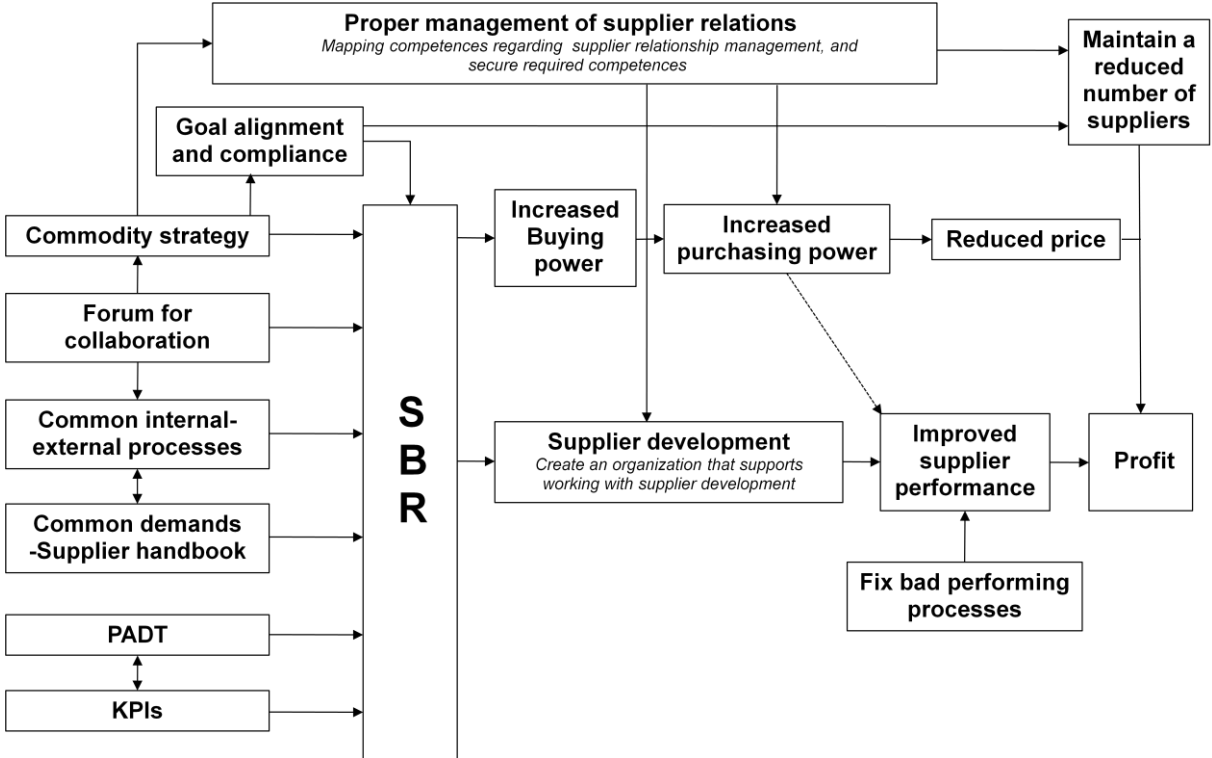 Proper management of supplier relations
Mapping competences regarding supplier relationship management, and
secure required competences
Maintain a
reduced
number of
suppliers
Goal alignment
and compliance
Commodity strategy
Forum for
collaboration
Common internal-
external processes
Common demands
-Supplier handbook
PADT
KPIs
S
B
R
Increased
Buying
power
Increased
purchasing power
Reduced price
Supplier development
Create an organization that supports
working with supplier development
Improved
supplier
performance
Profit
Fix bad performing
processes